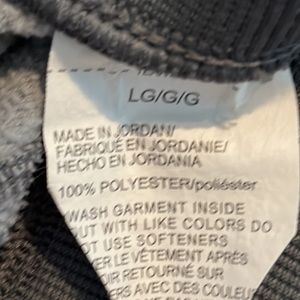 LG/G/G
MADE IN JORDAN/
FABRIQUÉ EN JORDANIE/
HECHO EN JORDANIA
100% POLYESTER/poliéster
WASH GARMENT INSIDE
OUT WITH LIKE COLORS DO
NOT USE SOFTENERS
LE VÊTEMENT APRÈS
RETOURNÉ SUR
AVEC DES COULEURS